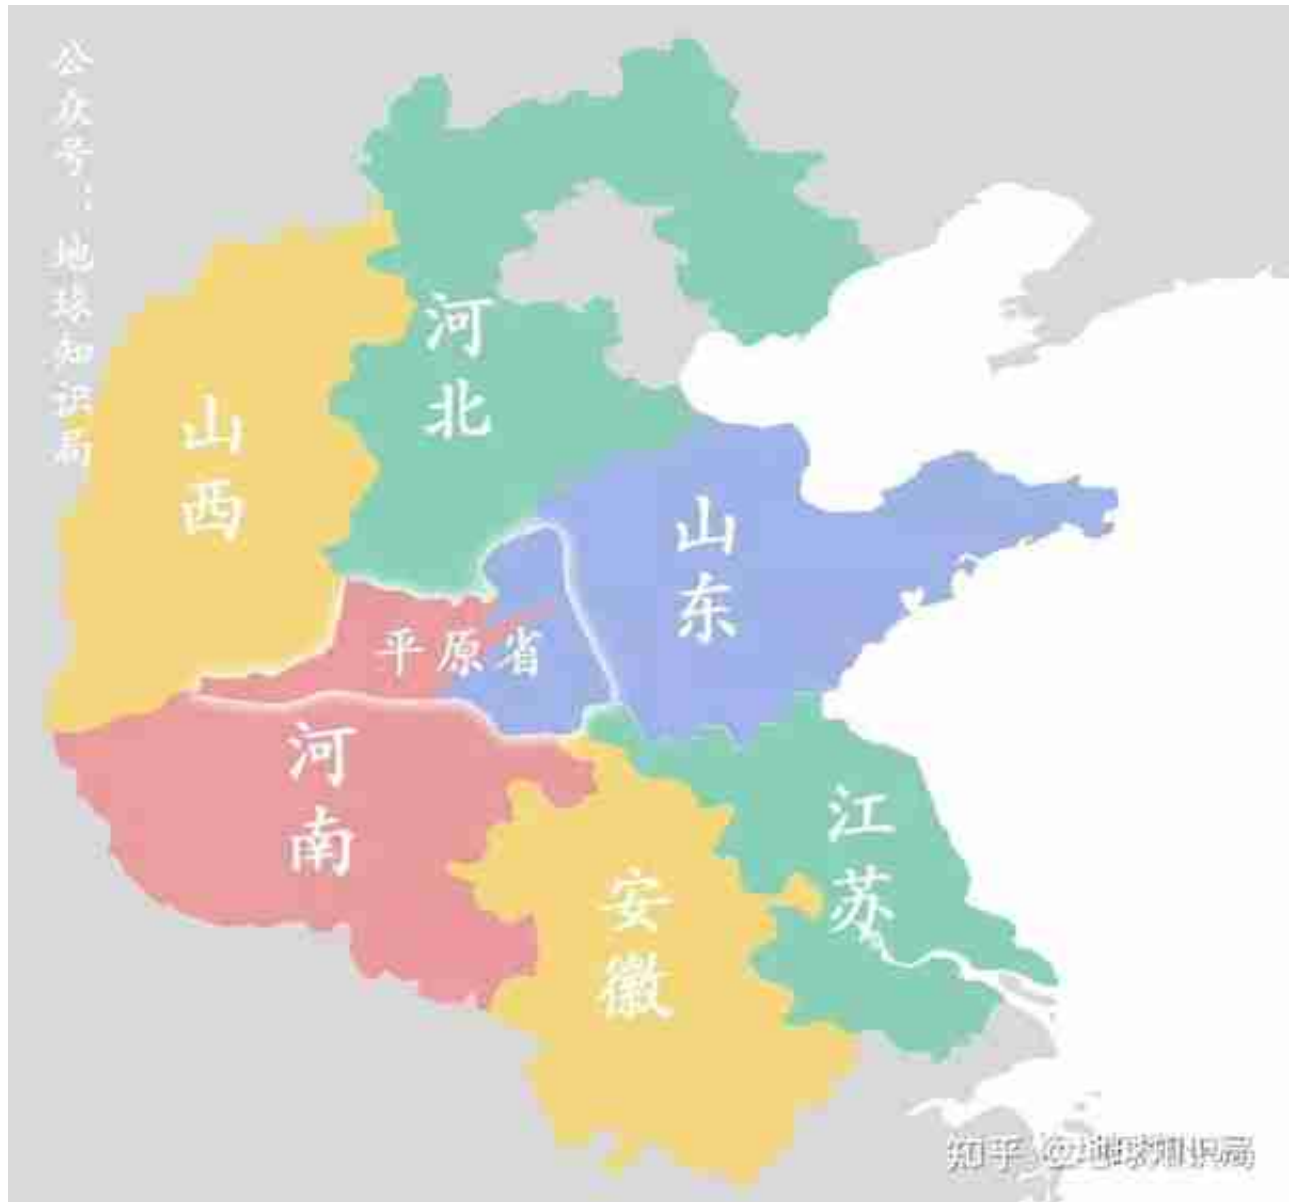 公众号：地球知识局
河北
山西
山东
平原省
河南
江苏
安徽
知乎 @地球知识局